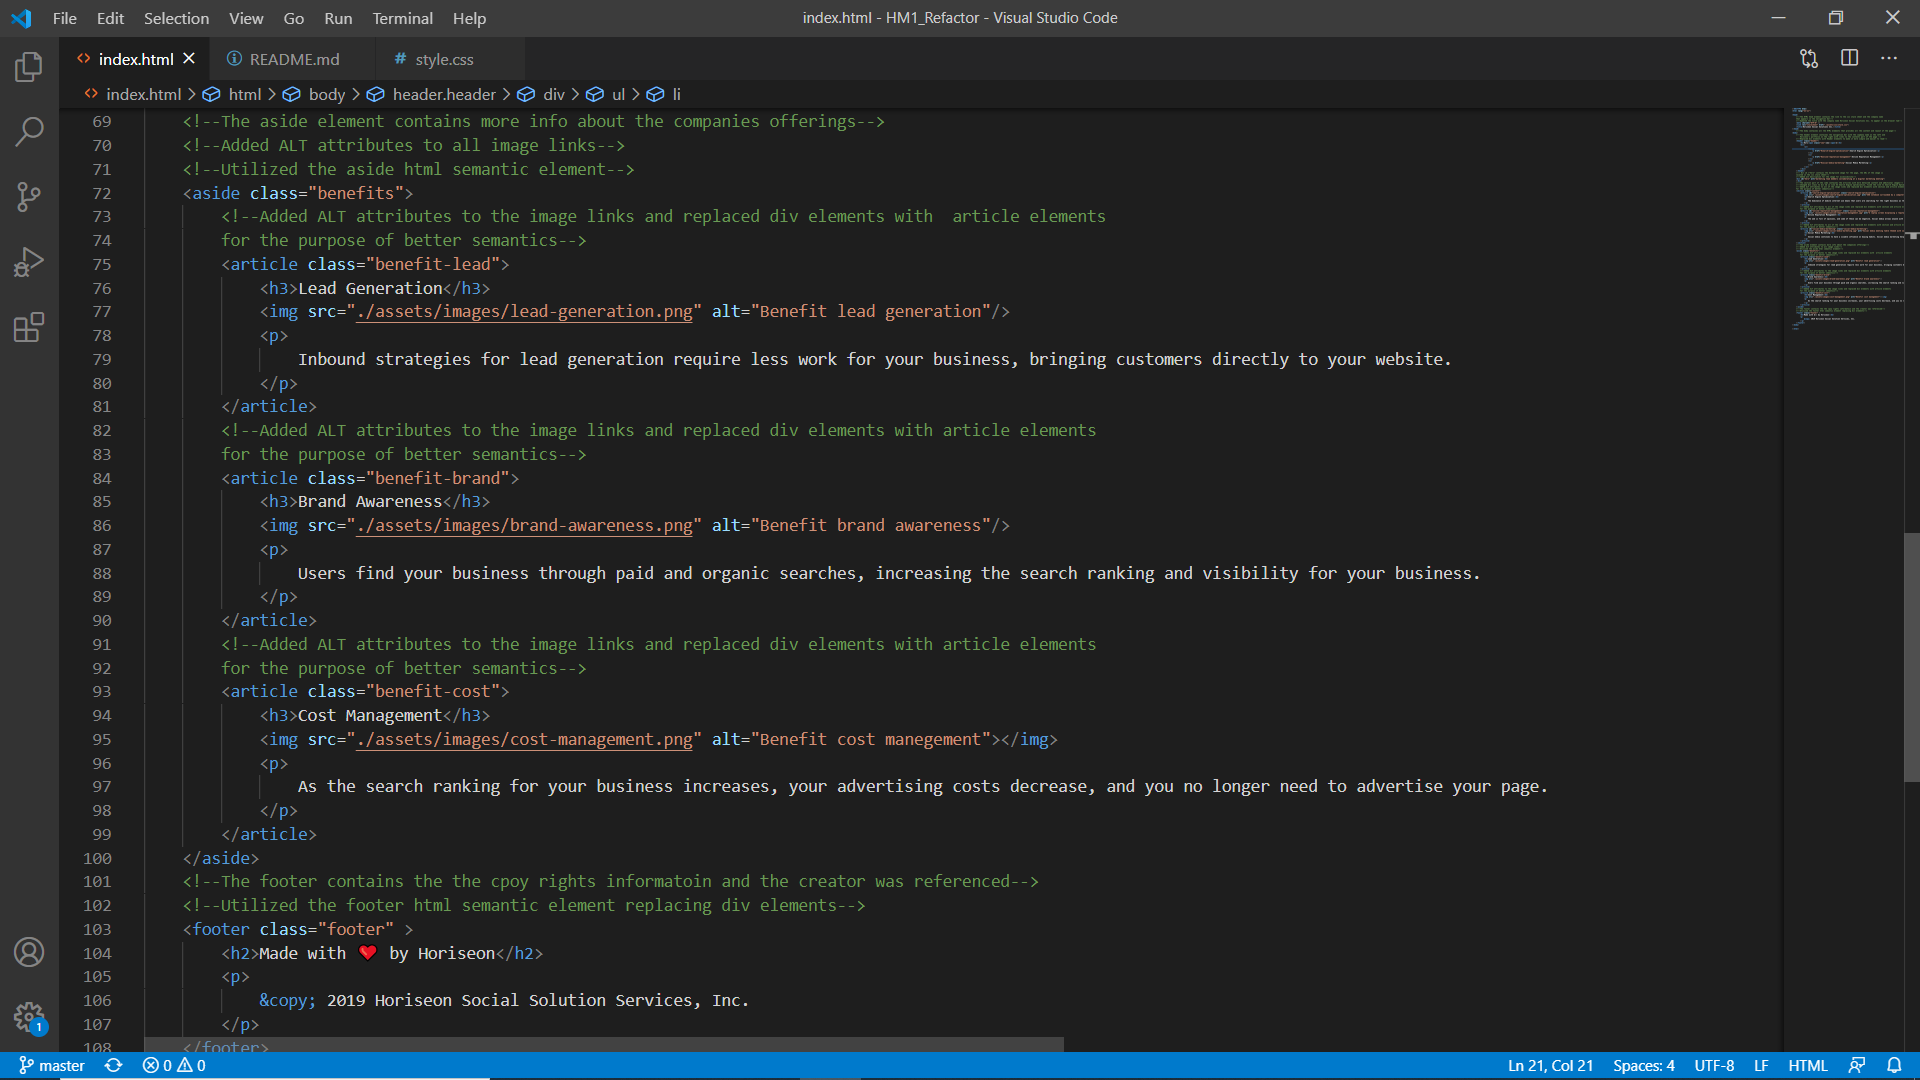 File Edit Selection View Go Run Terminal Help
index.html - HM1_Refactor - Visual Studio Code
index.html README.md style.css
index.html > html > body > header.header > div > ul > li
69 <!--The aside element contains more info about the companies offerings-->
70 <!--Added ALT attributes to all image links-->
71 <!--Utilized the aside html semantic element-->
72 <aside class="benefits">
73 <!--Added ALT attributes to the image links and replaced div elements with  article elements
74 for the purpose of better semantics-->
75 <article class="benefit-lead">
76 <h3>Lead Generation</h3>
77 <img src="./assets/images/lead-generation.png" alt="Benefit lead generation"/>
78 <p>
79 Inbound strategies for lead generation require less work for your business, bringing customers directly to your website.
80 </p>
81 </article>
82 <!--Added ALT attributes to the image links and replaced div elements with article elements
83 for the purpose of better semantics-->
84 <article class="benefit-brand">
85 <h3>Brand Awareness</h3>
86 <img src="./assets/images/brand-awareness.png" alt="Benefit brand awareness"/>
87 <p>
88 Users find your business through paid and organic searches, increasing the search ranking and visibility for your business.
89 </p>
90 </article>
91 <!--Added ALT attributes to the image links and replaced div elements with article elements
92 for the purpose of better semantics-->
93 <article class="benefit-cost">
94 <h3>Cost Management</h3>
95 <img src="./assets/images/cost-management.png" alt="Benefit cost manegement"></img>
96 <p>
97 As the search ranking for your business increases, your advertising costs decrease, and you no longer need to advertise your page.
98 </p>
99 </article>
100 </aside>
101 <!--The footer contains the the cpoy rights informatoin and the creator was referenced-->
102 <!--Utilized the footer html semantic element replacing div elements-->
103 <footer class="footer" >
104 <h2>Made with ❤️ by Horiseon</h2>
105 <p>
106 &copy; 2019 Horiseon Social Solution Services, Inc.
107 </p>
108 </footer>
1
master 0 0 Ln 21, Col 21 Spaces: 4 UTF-8 LF HTML